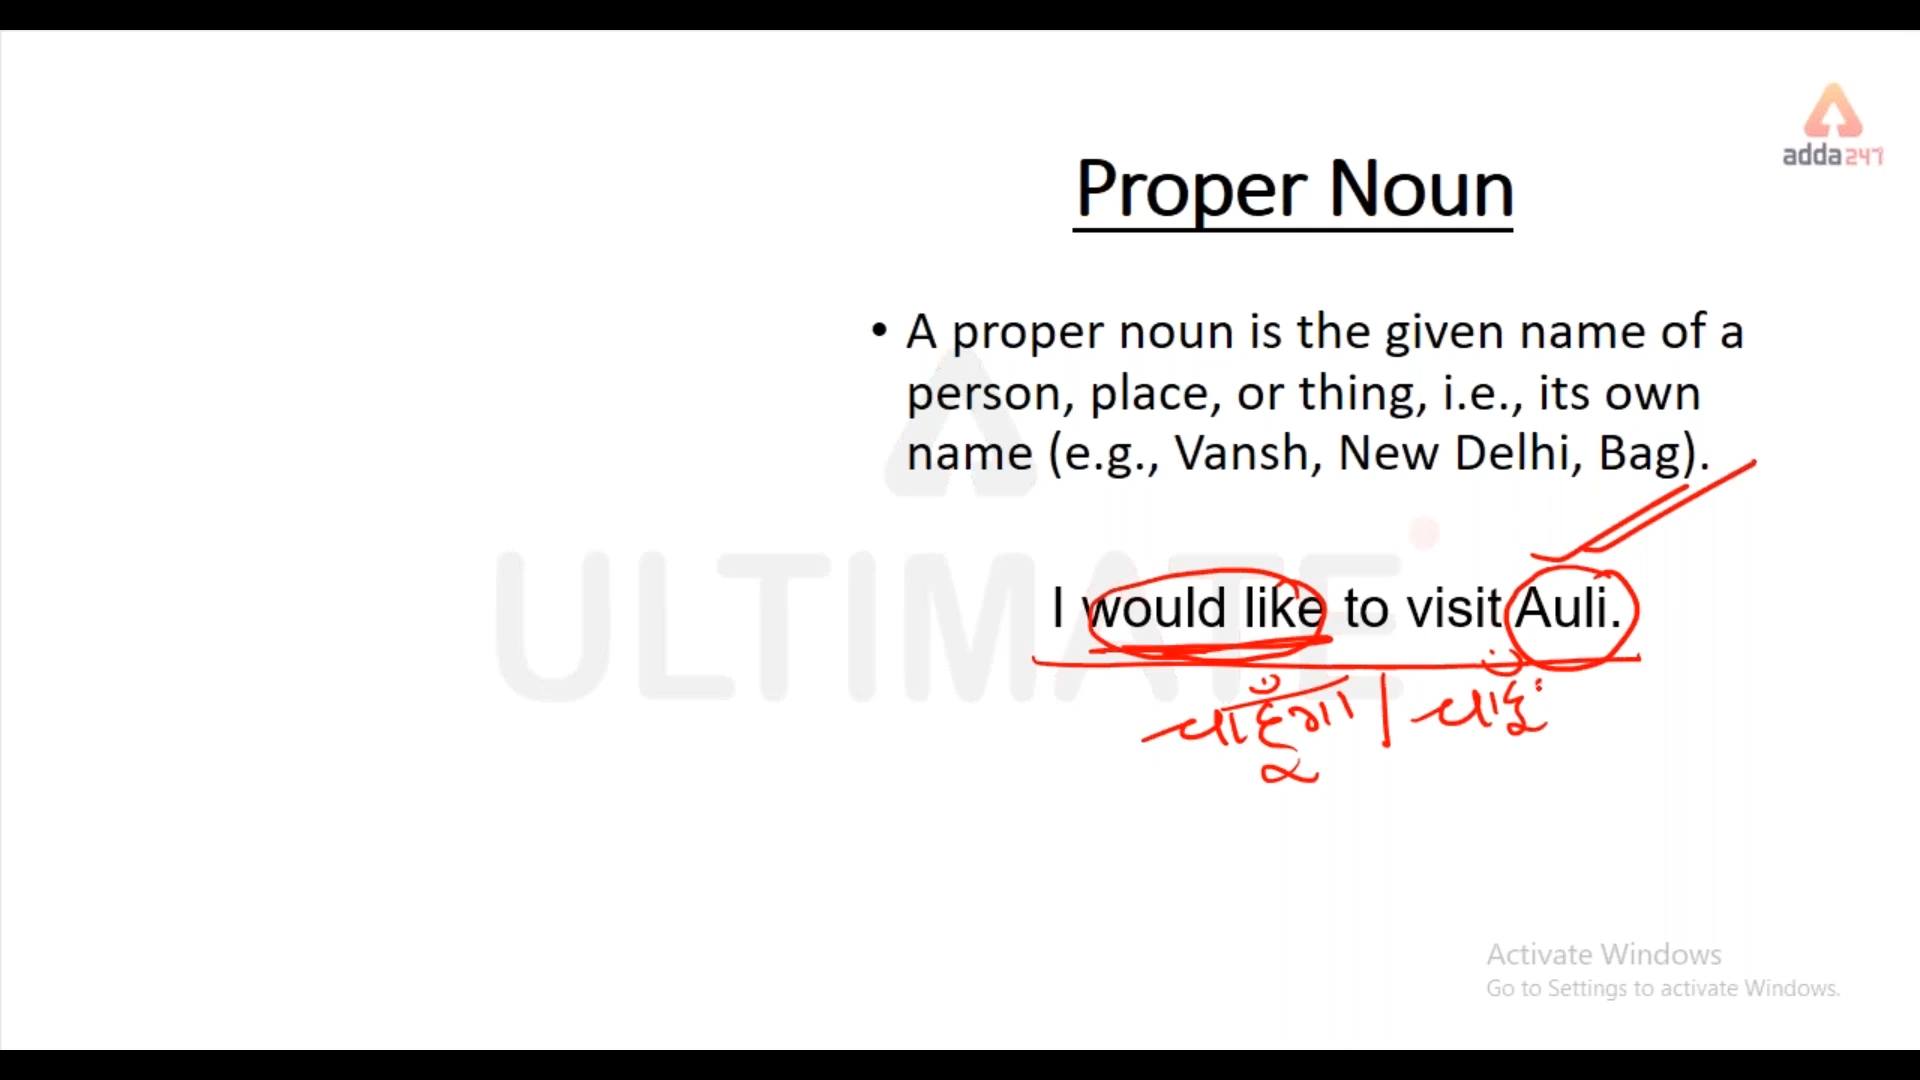 adda247
Proper Noun
• A proper noun is the given name of a
person, place, or thing, i.e., its own
name (e.g., Vansh, New Delhi, Bag).
ULTIMATE
I would like to visit Auli.
Activate Windows
Go to Settings to activate Windows.